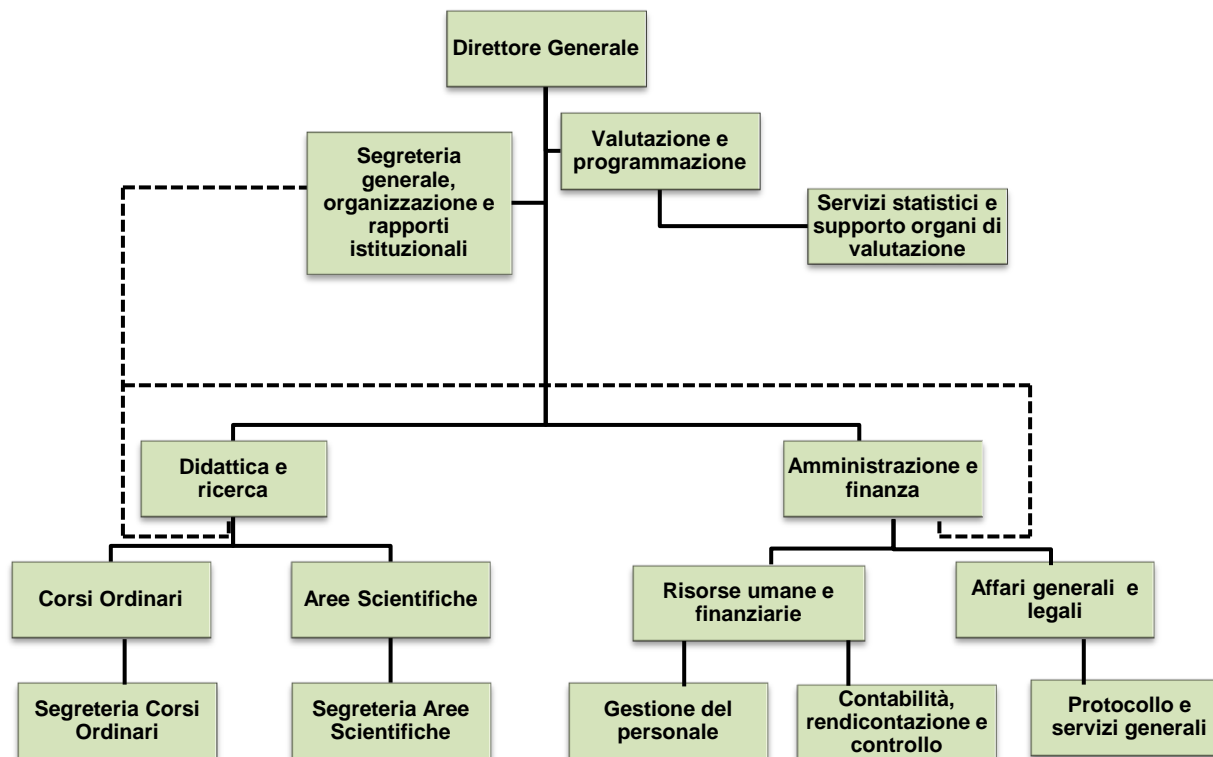 Direttore Generale
Segreteria
generale,
organizzazione e
rapporti
istituzionali
Valutazione e
programmazione
Servizi statistici e
supporto organi di
valutazione
Didattica e
ricerca
Amministrazione e
finanza
Corsi Ordinari
Aree Scientifiche
Risorse umane e
finanziarie
Affari generali e
legali
Segreteria Corsi
Ordinari
Segreteria Aree
Scientifiche
Gestione del
personale
Contabilità,
rendicontazione e
controllo
Protocollo e
servizi generali